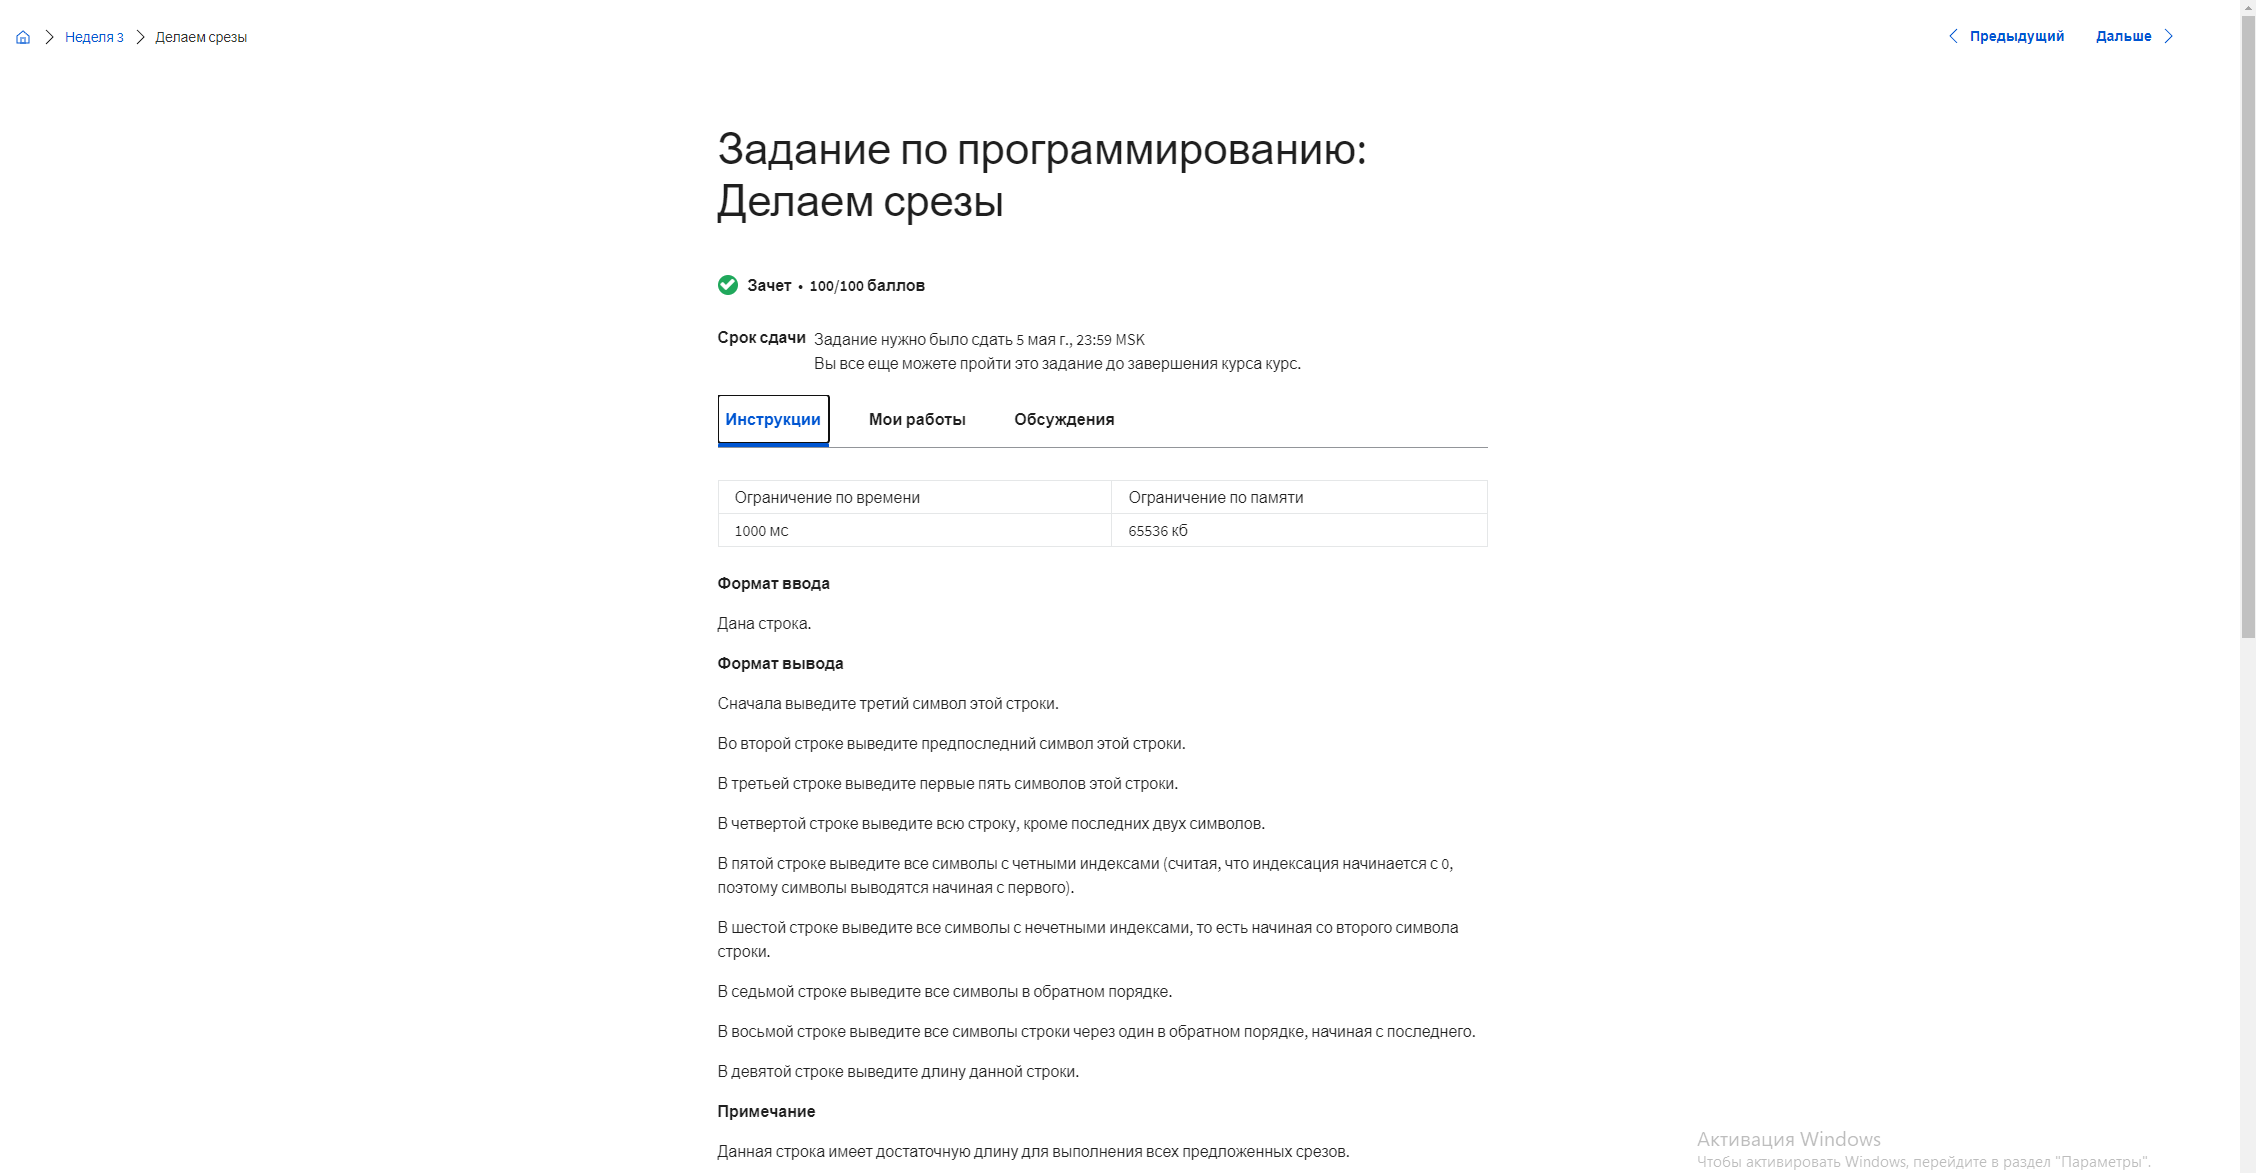 Неделя 3
Делаем срезы
Предыдущий
Дальше
Задание по программированию:
Делаем срезы
Зачет • 100/100 баллов
Срок сдачи
Задание нужно было сдать 5 мая г., 23:59 MSK
Вы все еще можете пройти это задание до завершения курса курс.
Инструкции
Мои работы
Обсуждения
Ограничение по времени
Ограничение по памяти
1000 мс
65536 кб
Формат ввода
Дана строка.
Формат вывода
Сначала выведите третий символ этой строки.
Во второй строке выведите предпоследний символ этой строки.
В третьей строке выведите первые пять символов этой строки.
В четвертой строке выведите всю строку, кроме последних двух символов.
В пятой строке выведите все символы с четными индексами (считая, что индексация начинается с 0,
поэтому символы выводятся начиная с первого).
В шестой строке выведите все символы с нечетными индексами, то есть начиная со второго символа
строки.
В седьмой строке выведите все символы в обратном порядке.
В восьмой строке выведите все символы строки через один в обратном порядке, начиная с последнего.
В девятой строке выведите длину данной строки.
Примечание
Данная строка имеет достаточную длину для выполнения всех предложенных срезов.
Активация Windows
Чтобы активировать Windows, перейдите в раздел "Параметры".